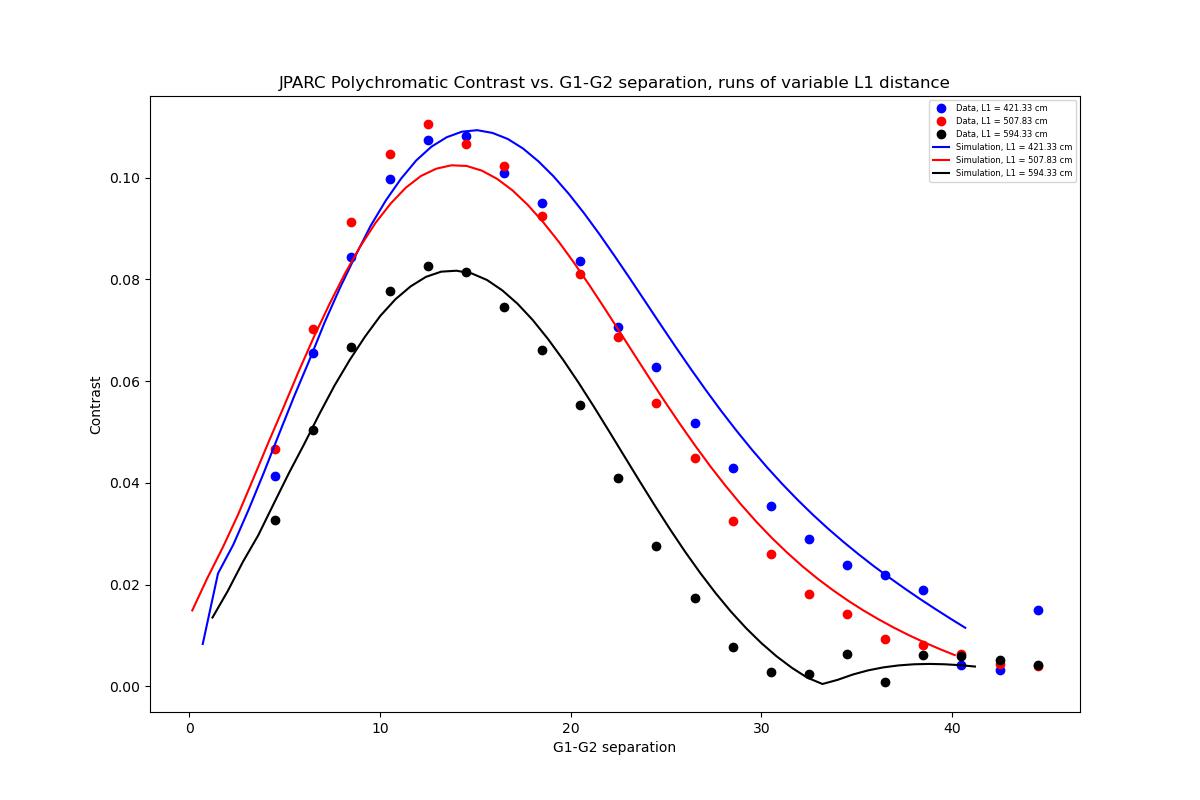 JPARC Polychromatic Contrast vs. G1-G2 separation, runs of variable L1 distance
Data, L1 = 421.33 cm
Data, L1 = 507.83 cm
Data, L1 = 594.33 cm
Simulation, L1 = 421.33 cm
Simulation, L1 = 507.83 cm
Simulation, L1 = 594.33 cm
0.10
0.08
0.06
0.04
0.02
0.00
Contrast
0 10 20 30 40
G1-G2 separation